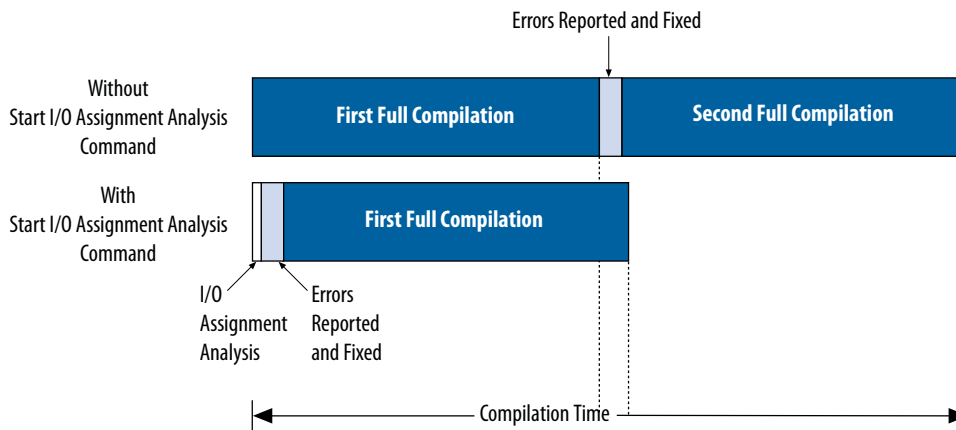 Errors Reported and Fixed
Without
Start I/O Assignment Analysis
Command
First Full Compilation
Second Full Compilation
With
Start I/O Assignment Analysis
Command
First Full Compilation
I/O
Assignment
Analysis
Errors
Reported
and Fixed
Compilation Time